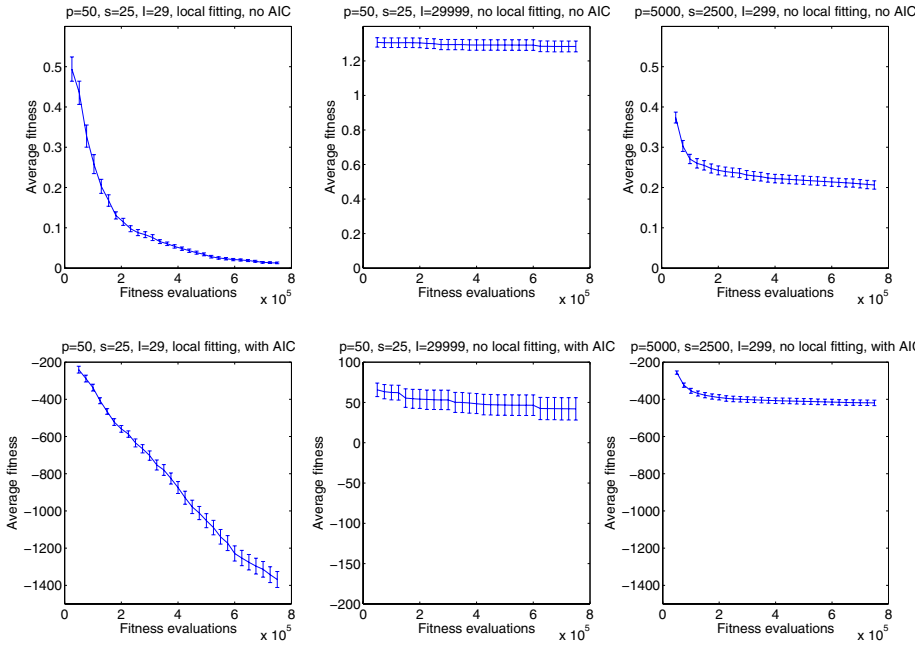 p=50, s=25, I=29, local fitting, no AIC
p=50, s=25, I=29999, no local fitting, no AIC
p=5000, s=2500, I=299, no local fitting, no AIC
0.5
0.4
0.3
0.2
0.1
0
Average fitness
0 2 4 6 8
Fitness evaluations
x 10^5
1.2
1
0.8
0.6
0.4
0.2
0
Average fitness
0 2 4 6 8
Fitness evaluations
x 10^5
0.5
0.4
0.3
0.2
0.1
0
Average fitness
0 2 4 6 8
Fitness evaluations
x 10^5
p=50, s=25, I=29, local fitting, with AIC
p=50, s=25, I=29999, no local fitting, with AIC
p=5000, s=2500, I=299, no local fitting, with AIC
−200
−400
−600
−800
−1000
−1200
−1400
Average fitness
0 2 4 6 8
Fitness evaluations
x 10^5
100
50
0
−50
−100
−150
−200
Average fitness
0 2 4 6 8
Fitness evaluations
x 10^5
−200
−400
−600
−800
−1000
−1200
−1400
Average fitness
0 2 4 6 8
Fitness evaluations
x 10^5